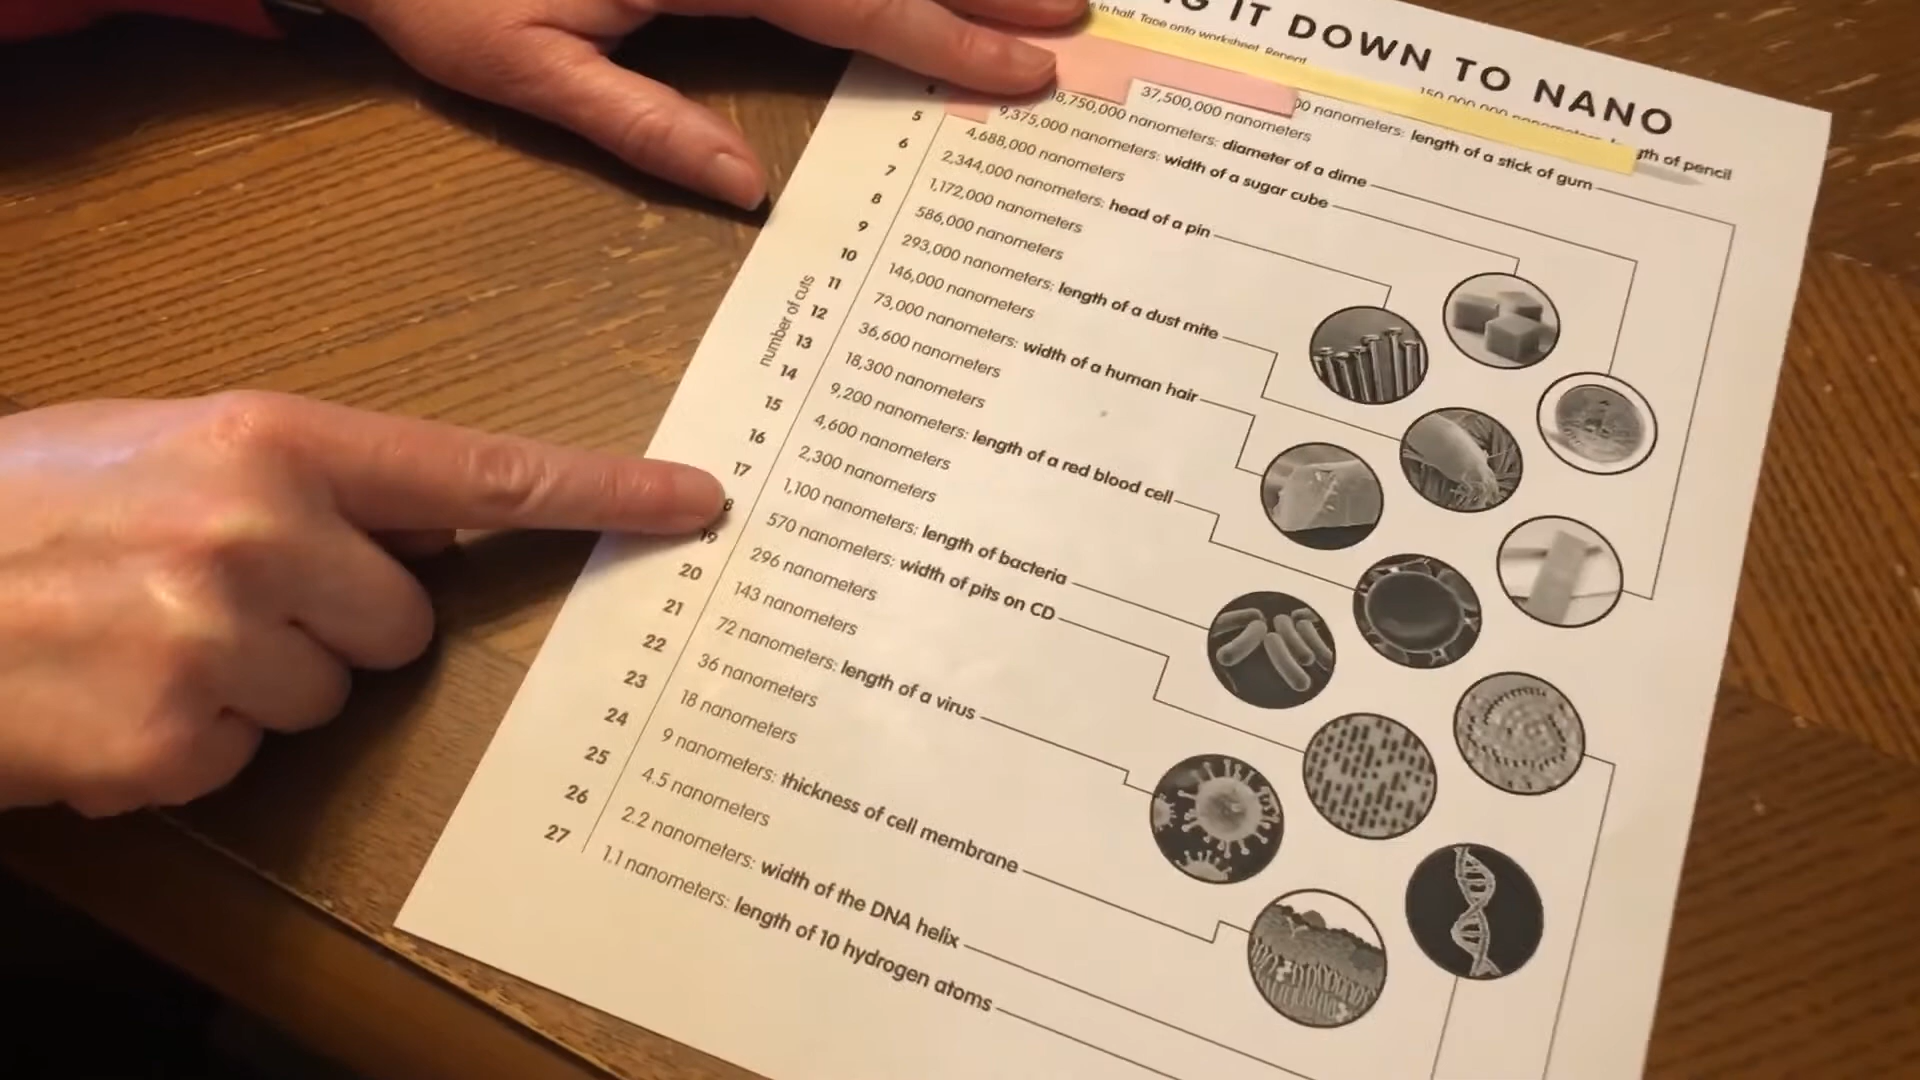 G IT DOWN TO NANO
in half. Tape onto worksheet. Repeat
150,000,000 nanometers: length of pencil
00 nanometers: length of a stick of gum
37,500,000 nanometers
4 18,750,000 nanometers: diameter of a dime
5 9,375,000 nanometers: width of a sugar cube
6 4,688,000 nanometers
7 2,344,000 nanometers: head of a pin
8 1,172,000 nanometers
9 586,000 nanometers
10 293,000 nanometers: length of a dust mite
11 146,000 nanometers
12 73,000 nanometers: width of a human hair
13 36,600 nanometers
14 18,300 nanometers
15 9,200 nanometers: length of a red blood cell
16 4,600 nanometers
17 2,300 nanometers
8 1,100 nanometers: length of bacteria
19 570 nanometers: width of pits on CD
20 296 nanometers
21 143 nanometers
22 72 nanometers: length of a virus
23 36 nanometers
24 18 nanometers
25 9 nanometers: thickness of cell membrane
26 4.5 nanometers
27 2.2 nanometers: width of the DNA helix
1.1 nanometers: length of 10 hydrogen atoms
number of cuts